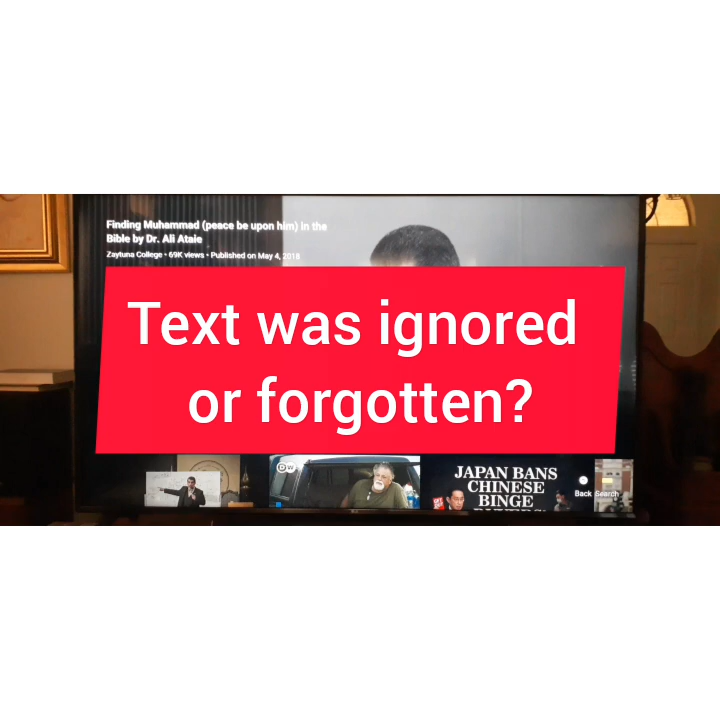 Finding Muhammad (peace be upon him) in the
Bible by Dr. Ali Ataie
Zaytuna College • 69K views • Published on May 4, 2018
Text was ignored
or forgotten?
DW
JAPAN BANS
CHINESE
BINGE
Back Search